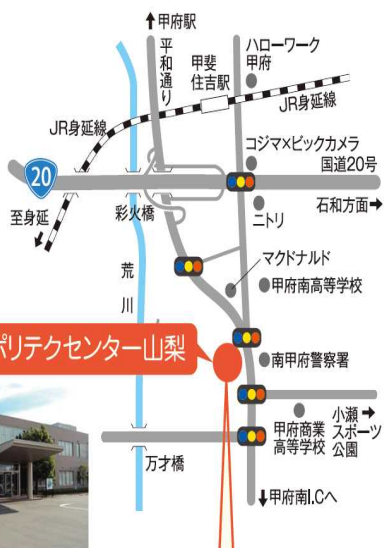 ↑甲府駅
平和通り
ハローワーク
甲府
甲斐
住吉駅
JR身延線
JR身延線
コジマ×ビックカメラ
国道20号
20
至身延
彩火橋
ニトリ
石和方面→
荒川
マクドナルド
甲府南高等学校
ポリテクセンター山梨
南甲府警察署
甲府商業
高等学校
小瀬→
スポーツ
公園
万才橋
↓甲府南I.Cへ